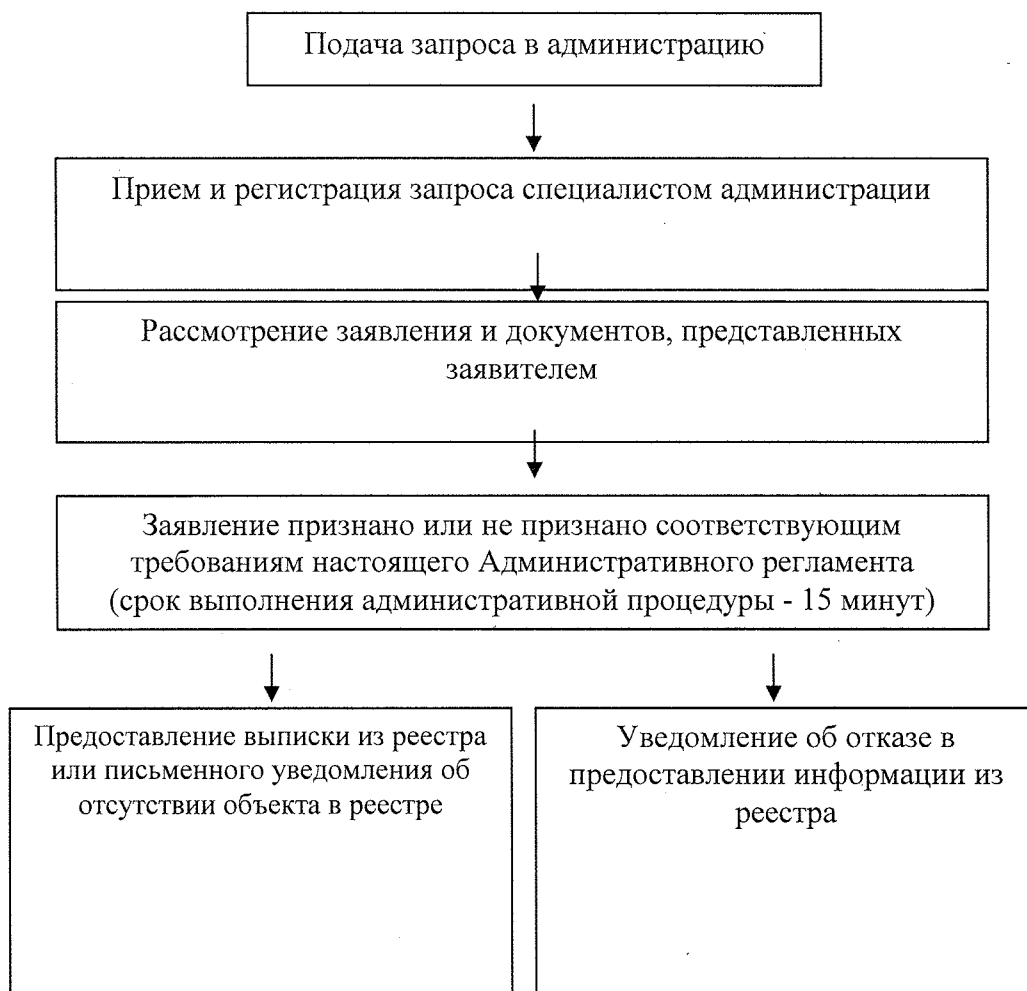 Подача запроса в администрацию
Прием и регистрация запроса специалистом администрации
Рассмотрение заявления и документов, представленных
заявителем
Заявление признано или не признано соответствующим
требованиям настоящего Административного регламента
(срок выполнения административной процедуры - 15 минут)
Предоставление выписки из реестра
или письменного уведомления об
отсутствии объекта в реестре
Уведомление об отказе в
предоставлении информации из
реестра